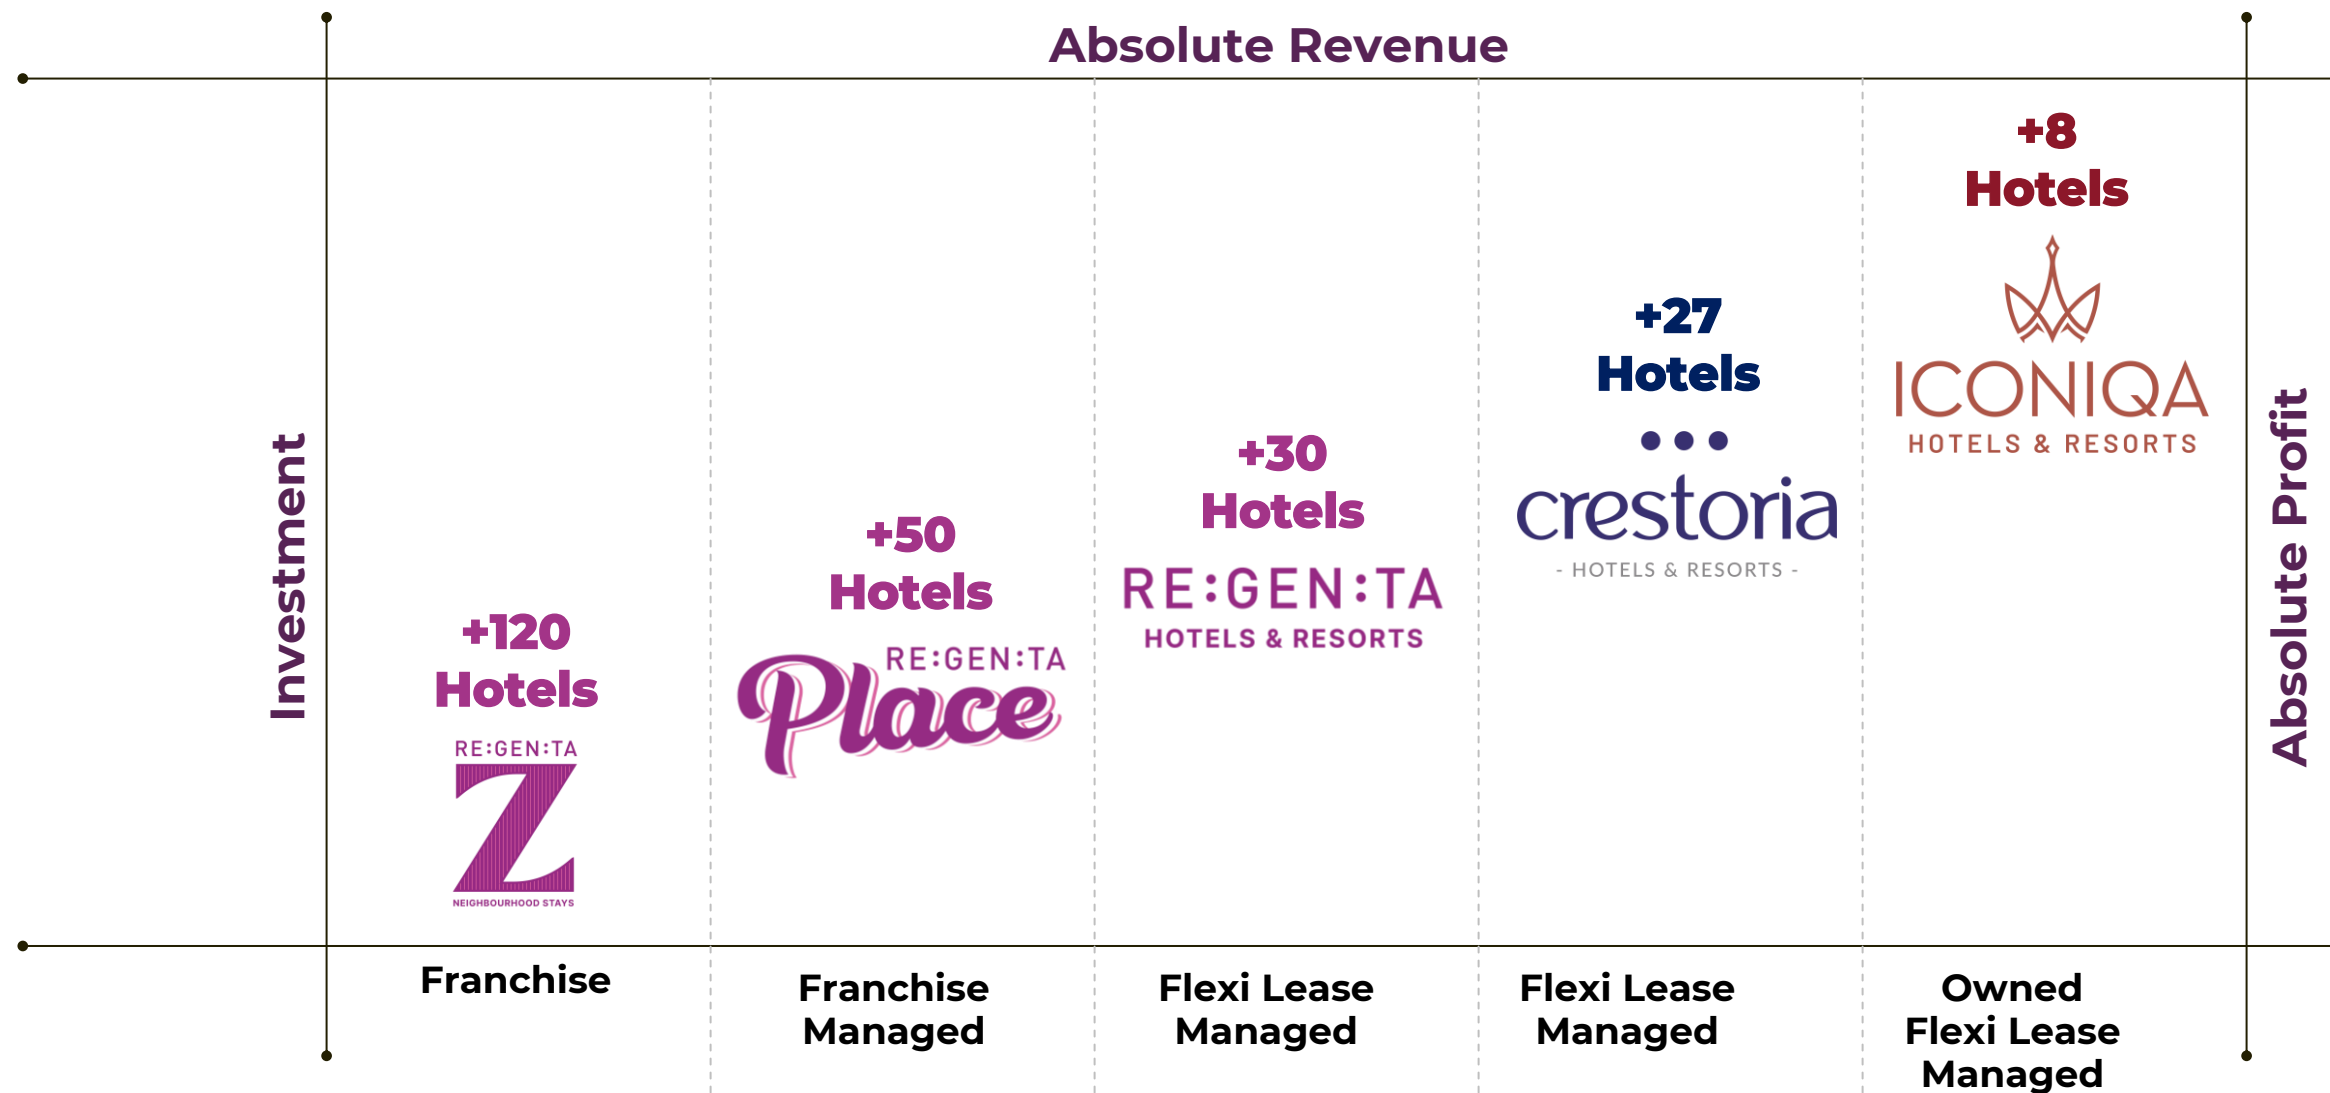 Absolute Revenue
Investment
+120
Hotels
RE:GEN:TA
Z
NEIGHBOURHOOD STAYS
+50
Hotels
RE:GEN:TA
Place
+30
Hotels
RE:GEN:TA
HOTELS & RESORTS
+27
Hotels
crestoria
- HOTELS & RESORTS -
+8
Hotels
ICONIQA
HOTELS & RESORTS
Absolute Profit
Franchise
Franchise
Managed
Flexi Lease
Managed
Flexi Lease
Managed
Owned
Flexi Lease
Managed